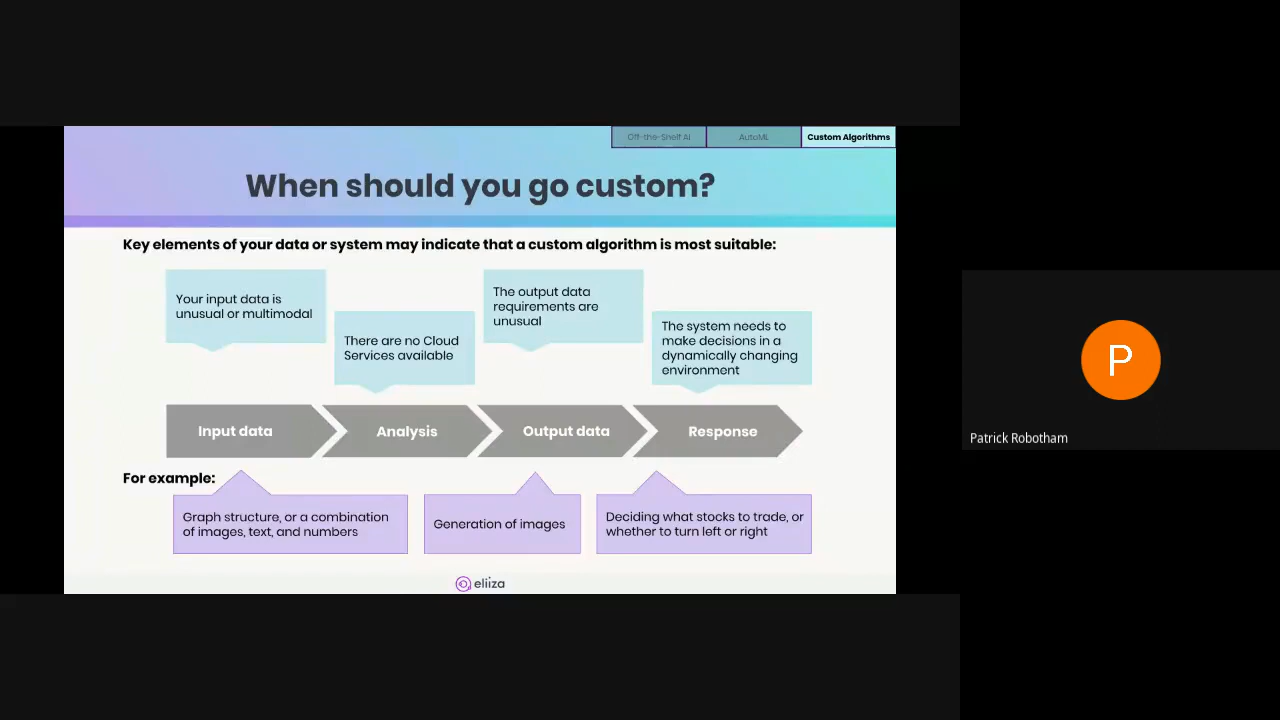 Off-the-Shelf AI
AutoML
Custom Algorithms
When should you go custom?
Key elements of your data or system may indicate that a custom algorithm is most suitable:
Your input data is
unusual or multimodal
There are no Cloud
Services available
The output data
requirements are
unusual
The system needs to
make decisions in a
dynamically changing
environment
Input data
Analysis
Output data
Response
For example:
Graph structure, or a combination
of images, text, and numbers
Generation of images
Deciding what stocks to trade, or
whether to turn left or right
eliiza
P
Patrick Robotham